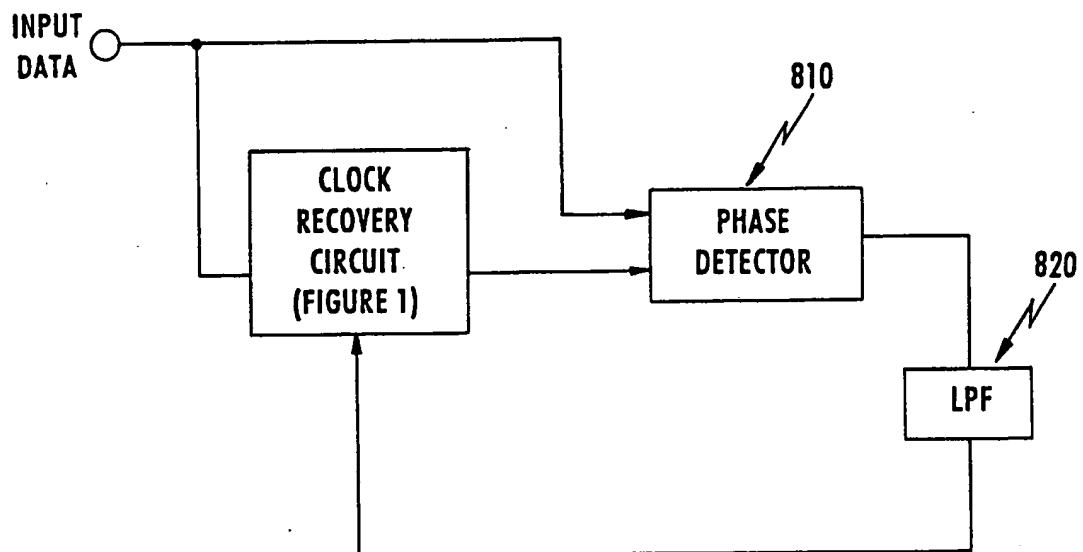 INPUT
DATA
810
CLOCK
RECOVERY
CIRCUIT
(FIGURE 1)
PHASE
DETECTOR
820
LPF